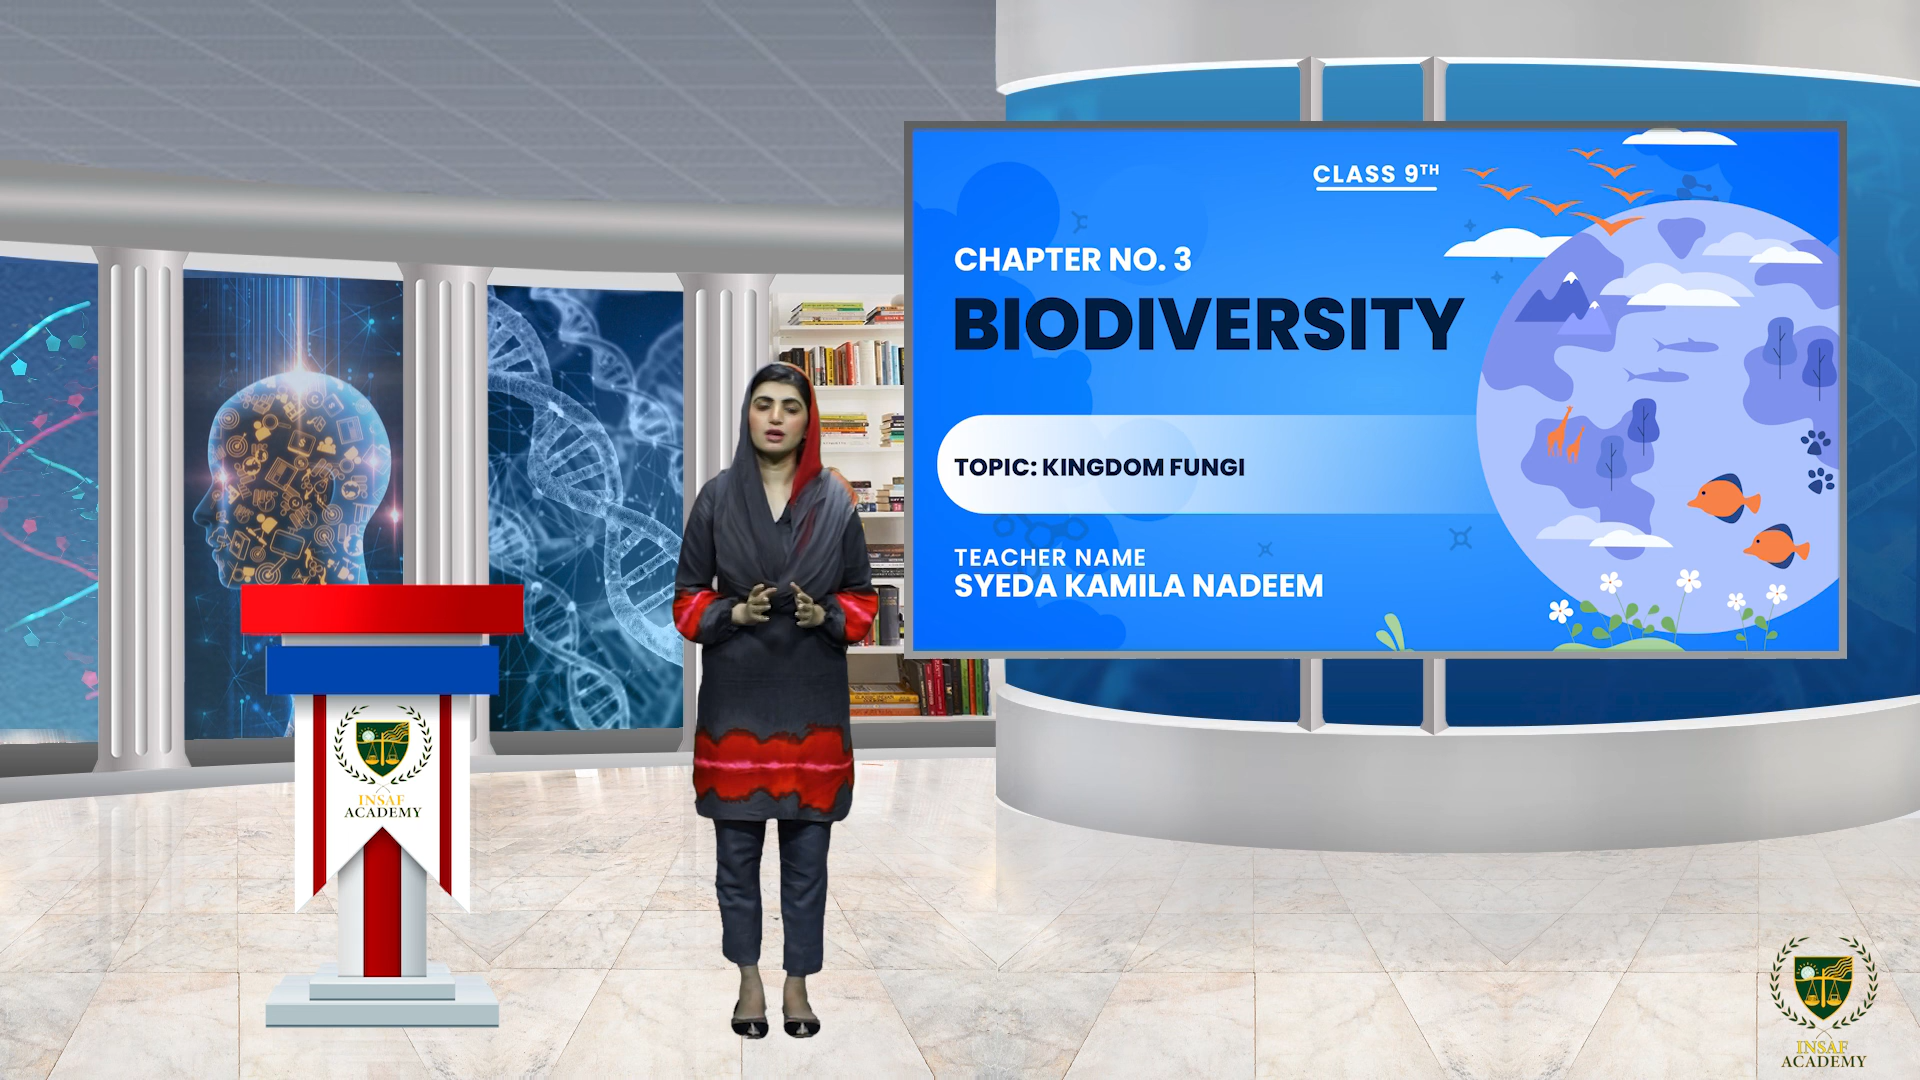 CLASS 9TH
CHAPTER NO. 3
BIODIVERSITY
TOPIC: KINGDOM FUNGI
TEACHER NAME
SYEDA KAMILA NADEEM
INSAF
ACADEMY
INSAF
ACADEMY